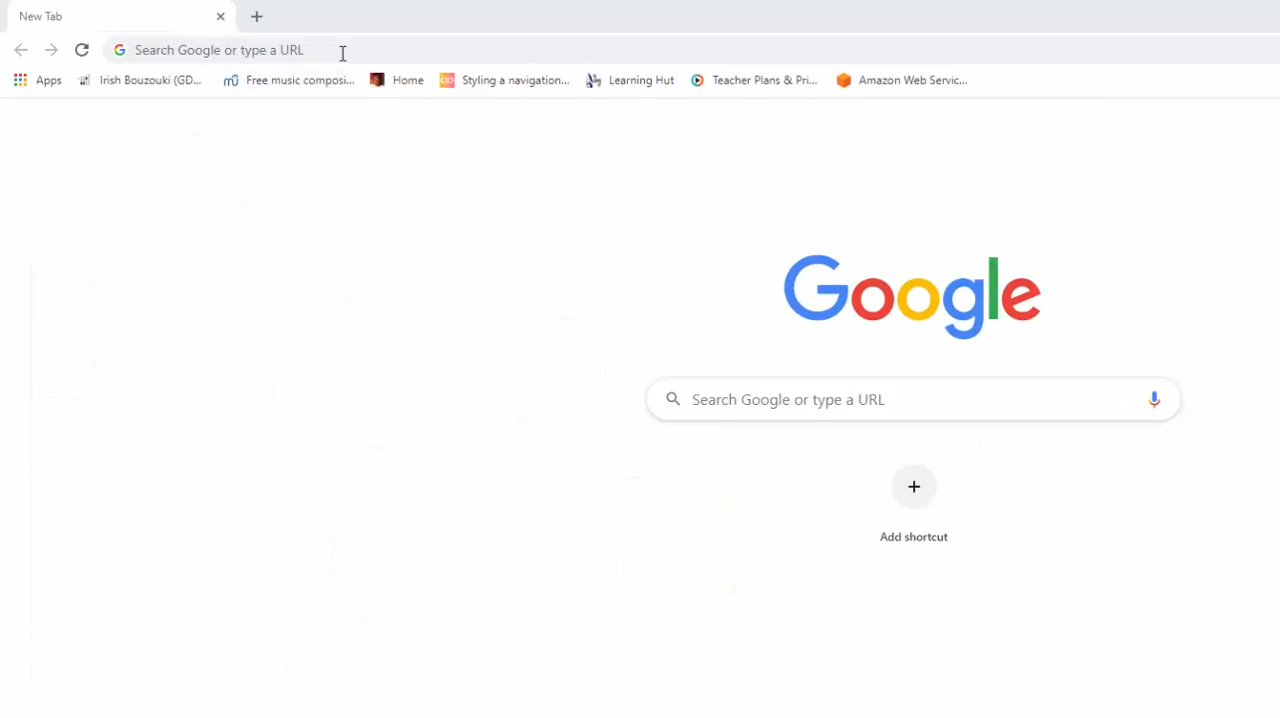 New Tab
Search Google or type a URL
Apps Irish Bouzouki (GD... Free music composi... Home Styling a navigation... Learning Hut Teacher Plans & Pri... Amazon Web Servic...
Google
Search Google or type a URL
Add shortcut